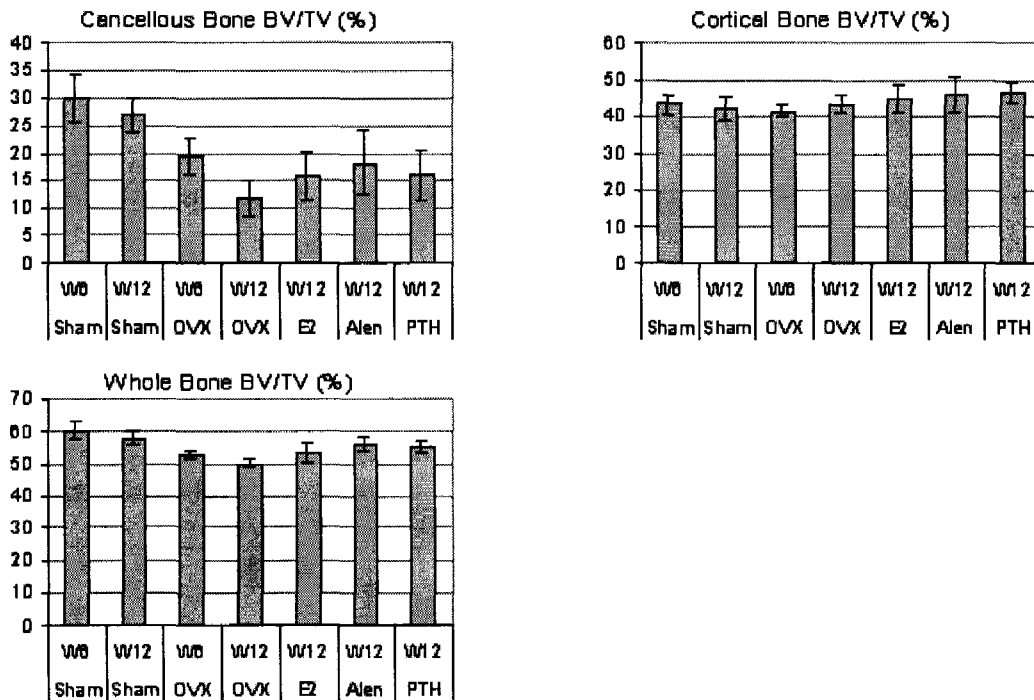 Cancellous Bone BV/TV (%)
40
35
30
25
20
15
10
5
0
W6 W12 W6 W12 W12 W12 W12
Sham Sham OVX OVX E2 Alen PTH
Cortical Bone BV/TV (%)
60
50
40
30
20
10
0
W6 W12 W6 W12 W12 W12 W12
Sham Sham OVX OVX E2 Alen PTH
Whole Bone BV/TV (%)
70
60
50
40
30
20
10
0
W6 W12 W6 W12 W12 W12 W12
Sham Sham OVX OVX E2 Alen PTH